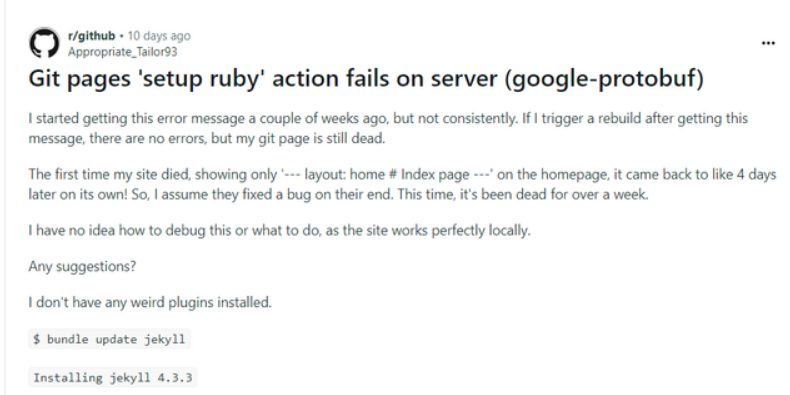 r/github • 10 days ago
Appropriate_Tailor93
Git pages 'setup ruby' action fails on server (google-protobuf)
I started getting this error message a couple of weeks ago, but not consistently. If I trigger a rebuild after getting this
message, there are no errors, but my git page is still dead.
The first time my site died, showing only '--- layout: home # Index page ---' on the homepage, it came back to like 4 days
later on its own! So, I assume they fixed a bug on their end. This time, it's been dead for over a week.
I have no idea how to debug this or what to do, as the site works perfectly locally.
Any suggestions?
I don't have any weird plugins installed.
$ bundle update jekyll
Installing jekyll 4.3.3